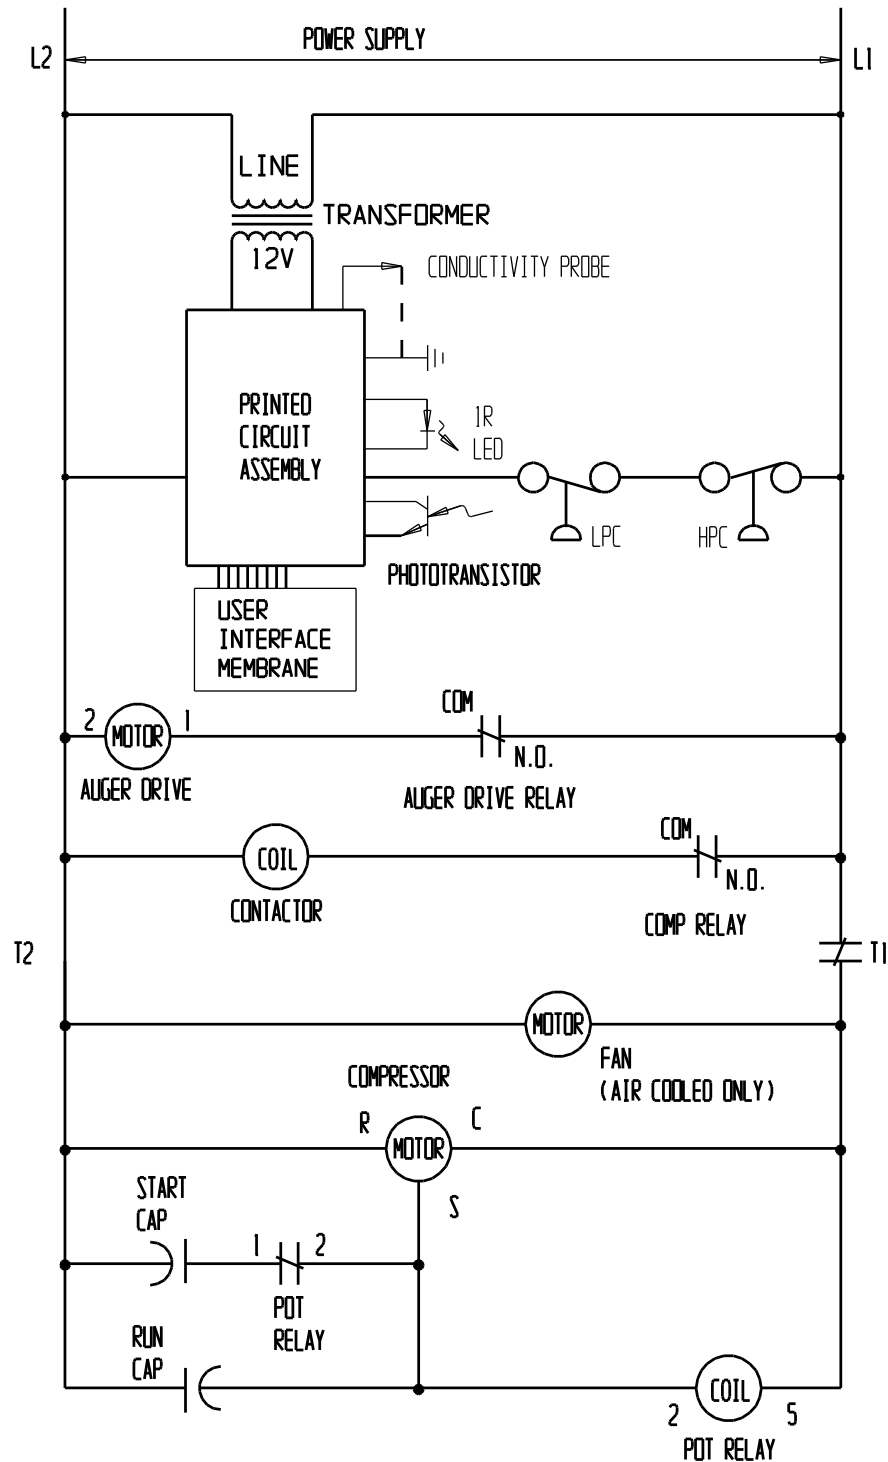 POWER SUPPLY
L2
L1
LINE
TRANSFORMER
12V
CONDUCTIVITY PROBE
PRINTED
CIRCUIT
ASSEMBLY
IR
LED
LPC
HPC
PHOTOTRANSISTOR
USER
INTERFACE
MEMBRANE
COM
2
MOTOR
1
N.O.
AUGER DRIVE
AUGER DRIVE RELAY
COM
COIL
N.O.
CONTACTOR
COMP RELAY
T2
T1
MOTOR
FAN
(AIR COOLED ONLY)
COMPRESSOR
R
C
MOTOR
START
CAP
S
1
2
POT
RELAY
RUN
CAP
COIL
2
5
POT RELAY